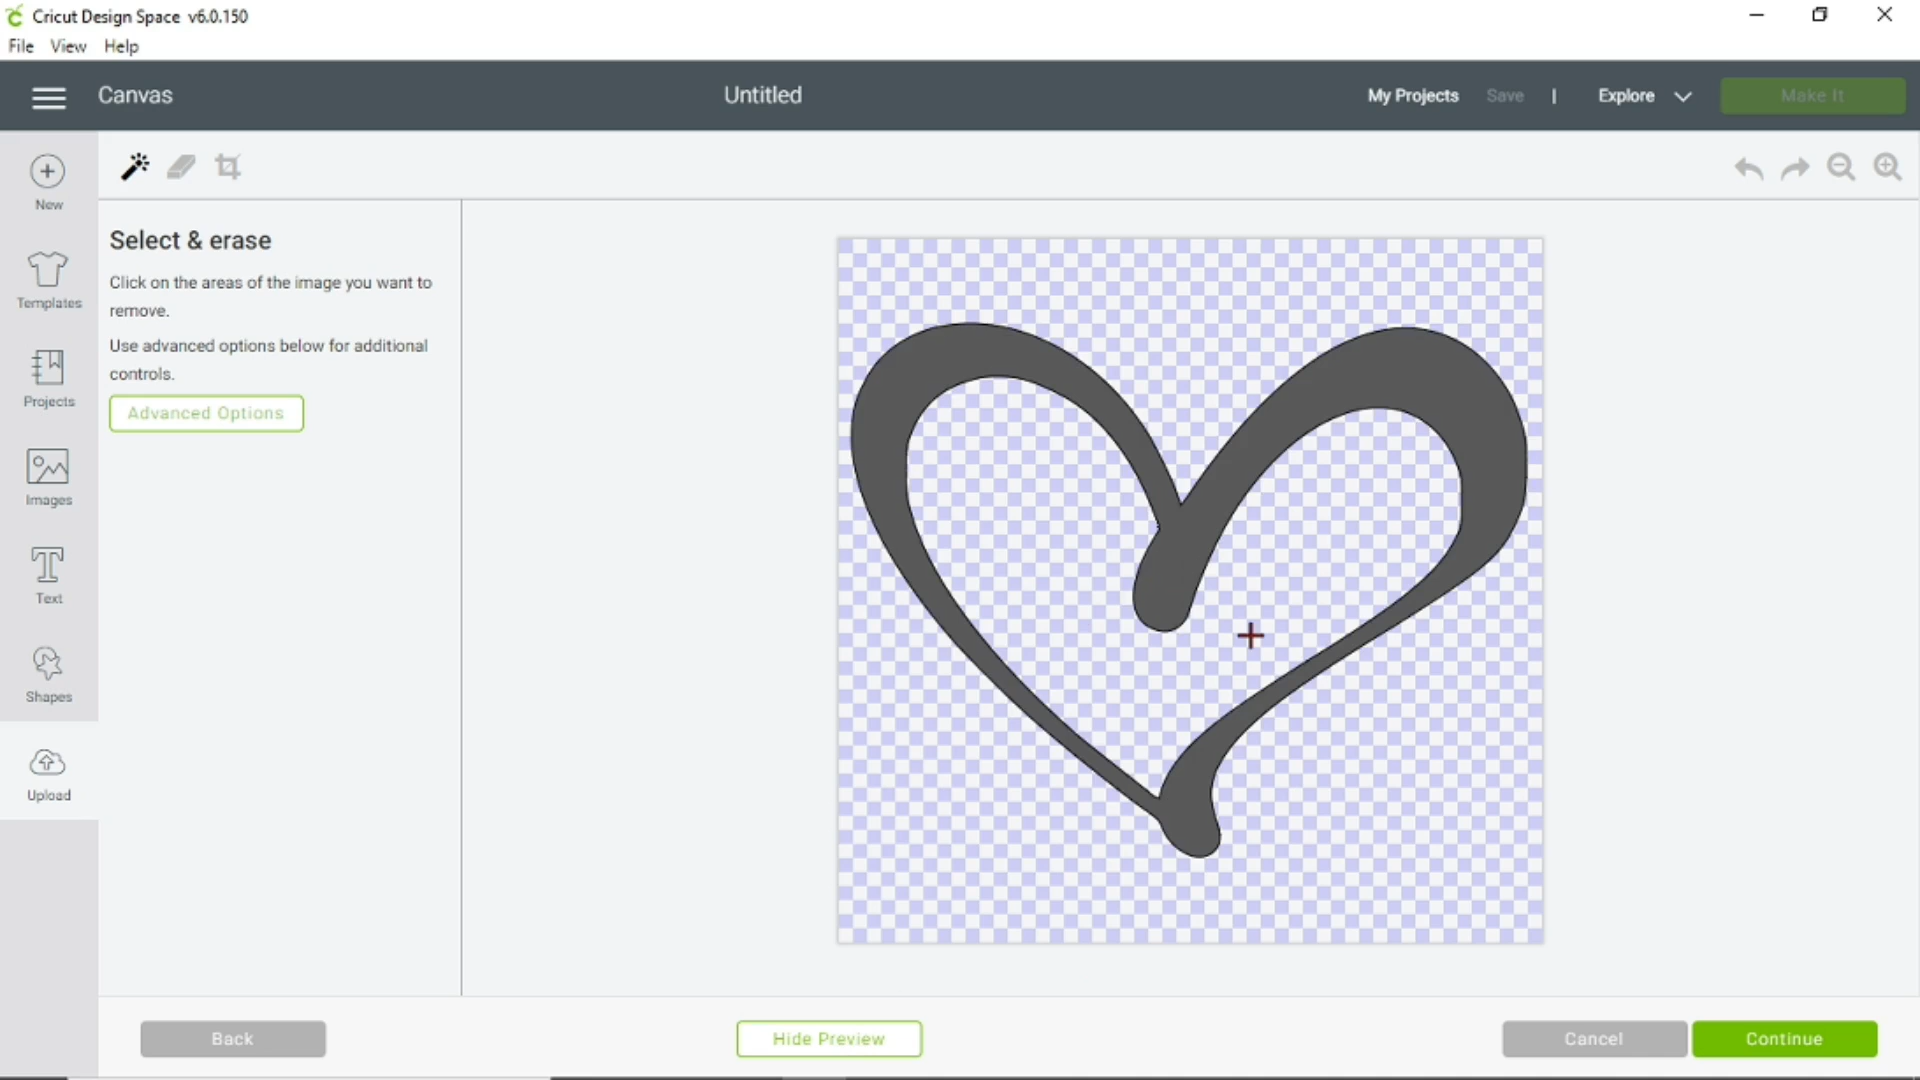 Cricut Design Space v6.0.150
File View Help
Canvas
Untitled
My Projects Save | Explore
Make It
New
Templates
Projects
Images
Text
Shapes
Upload
Select & erase
Click on the areas of the image you want to
remove.
Use advanced options below for additional
controls.
Advanced Options
Back
Hide Preview
Cancel
Continue